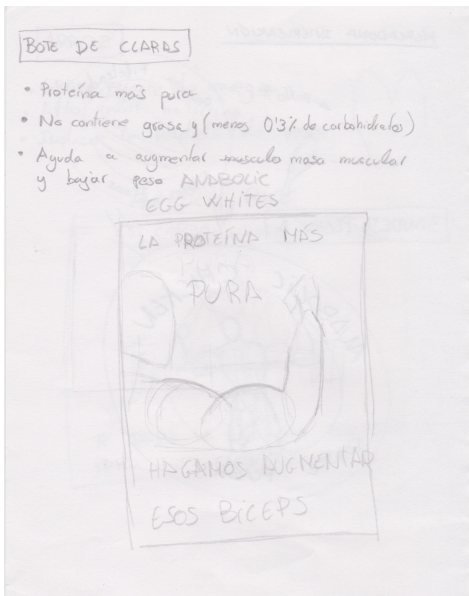 BOTE DE CLARAS
• Proteína más pura
• No contiene grasa y (menos 0'3% de carbohidratos)
• Ayuda a augmentar musculo masa muscular
y bajar peso ANABOLIC
EGG WHITES
LA PROTEÍNA MÁS
PURA
HAGAMOS AUGMENTAR
ESOS BÍCEPS